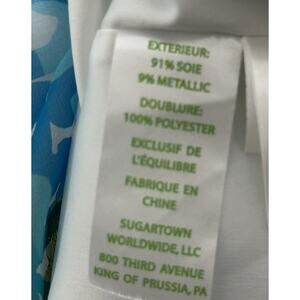 EXTERIEUR:
91% SOIE
9% METALLIC
DOUBLURE:
100% POLYESTER
EXCLUSIF DE
L'ÉQUILIBRE
FABRIQUE EN
CHINE
SUGARTOWN
WORLDWIDE, LLC
800 THIRD AVENUE
KING OF PRUSSIA, PA